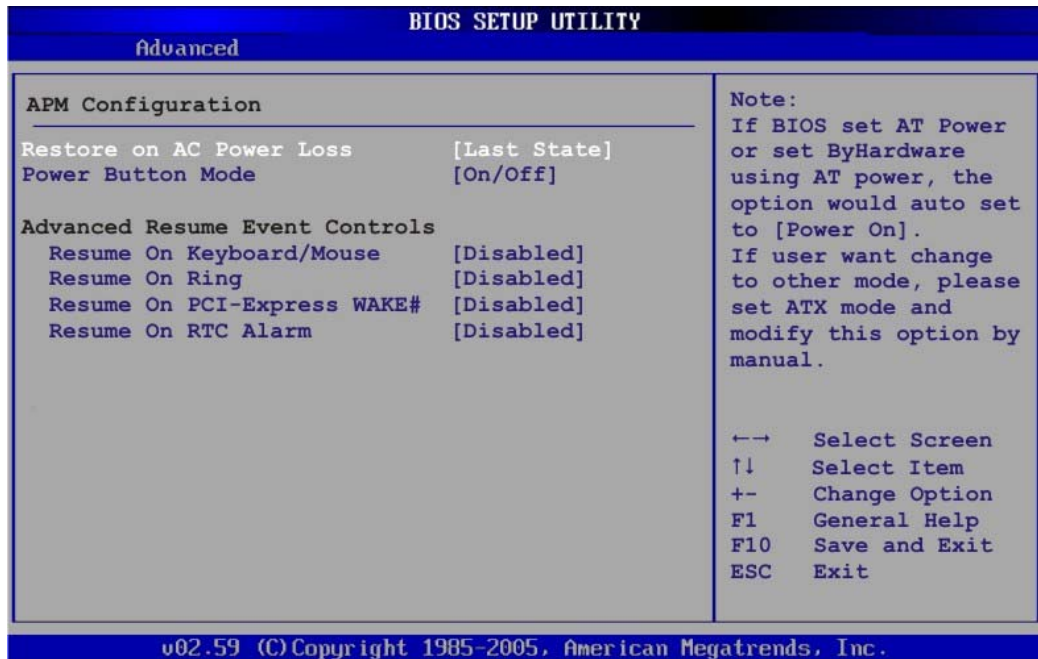 BIOS SETUP UTILITY
Advanced
APM Configuration
Restore on AC Power Loss [Last State]
Power Button Mode [On/Off]
Advanced Resume Event Controls
Resume On Keyboard/Mouse [Disabled]
Resume On Ring [Disabled]
Resume On PCI-Express WAKE# [Disabled]
Resume On RTC Alarm [Disabled]
Note:
If BIOS set AT Power
or set ByHardware
using AT power, the
option would auto set
to [Power On].
If user want change
to other mode, please
set ATX mode and
modify this option by
manual.
←→ Select Screen
↑↓ Select Item
+- Change Option
F1 General Help
F10 Save and Exit
ESC Exit
v02.59 (C)Copyright 1985-2005, American Megatrends, Inc.